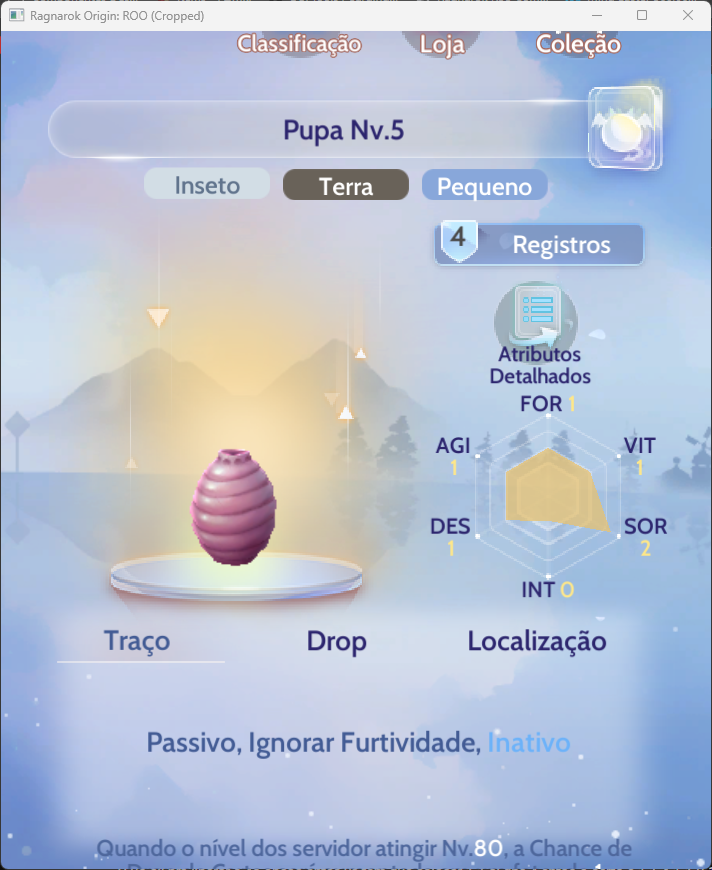 Ragnarok Origin: ROO (Cropped)
Classificação
Loja
Coleção
Pupa Nv.5
Inseto
Terra
Pequeno
4
Registros
Atributos
Detalhados
FOR 1
AGI
1
VIT
1
DES
1
SOR
2
INT 0
Traço
Drop
Localização
Passivo, Ignorar Furtividade, Inativo
Quando o nível dos servidor atingir Nv.80, a Chance de